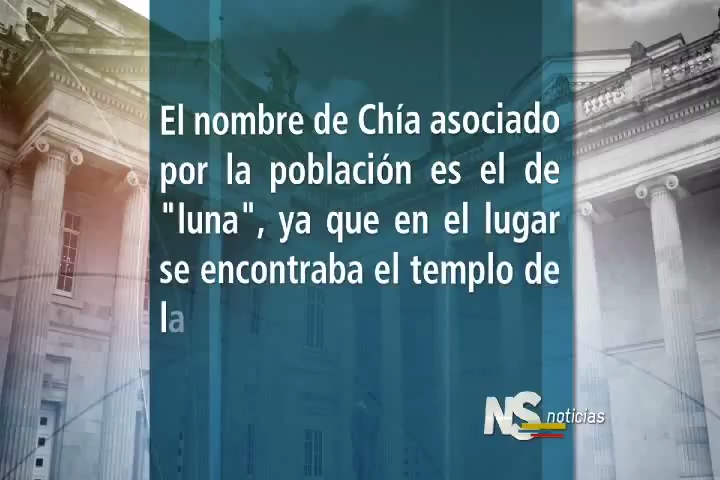 El nombre de Chía asociado
por la población es el de
"luna", ya que en el lugar
se encontraba el templo de
la
NS noticias